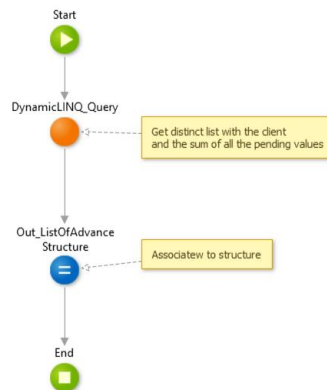 Start
DynamicLINQ_Query
Get distinct list with the client
and the sum of all the pending values
Out_ListOfAdvance
Structure
Associatew to structure
End